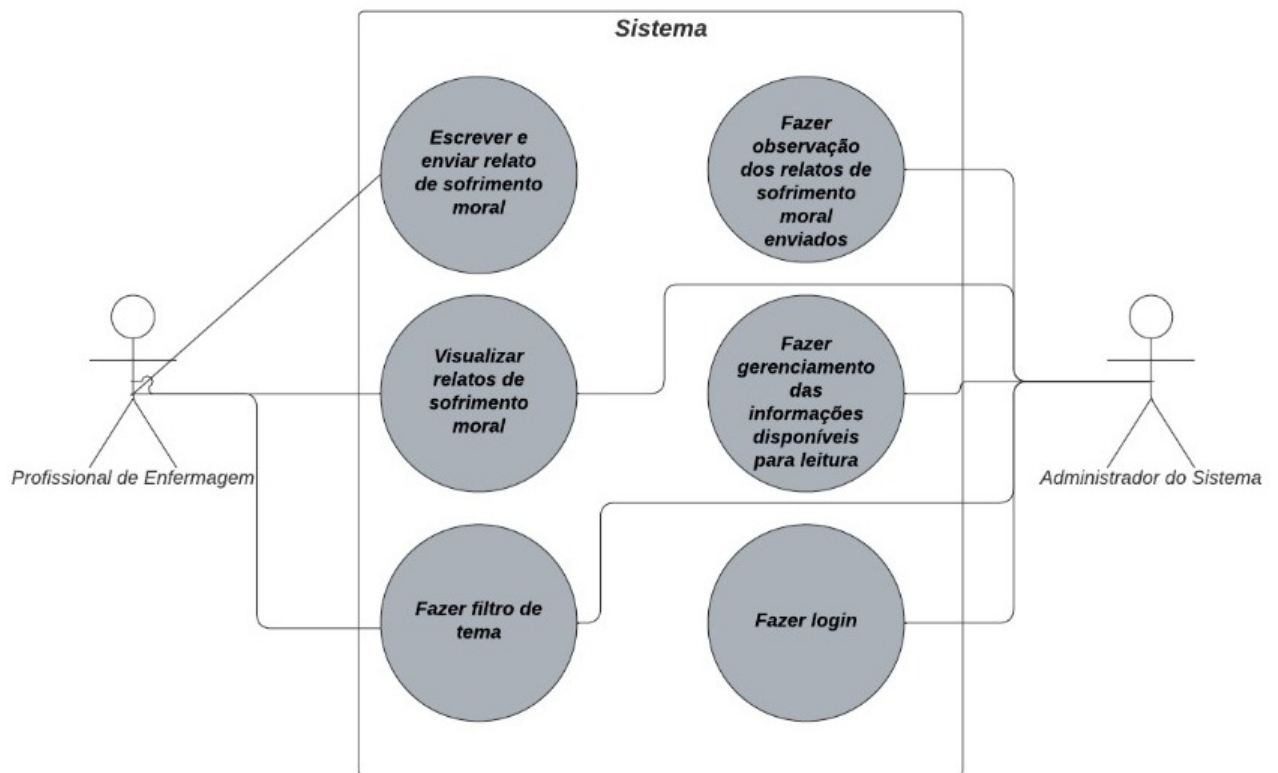 Sistema
Escrever e
enviar relato
de sofrimento
moral
Fazer
observação
dos relatos de
sofrimento
moral
enviados
Visualizar
relatos de
sofrimento
moral
Fazer
gerenciamento
das
informações
disponíveis
para leitura
Profissional de Enfermagem
Administrador do Sistema
Fazer filtro de
tema
Fazer login